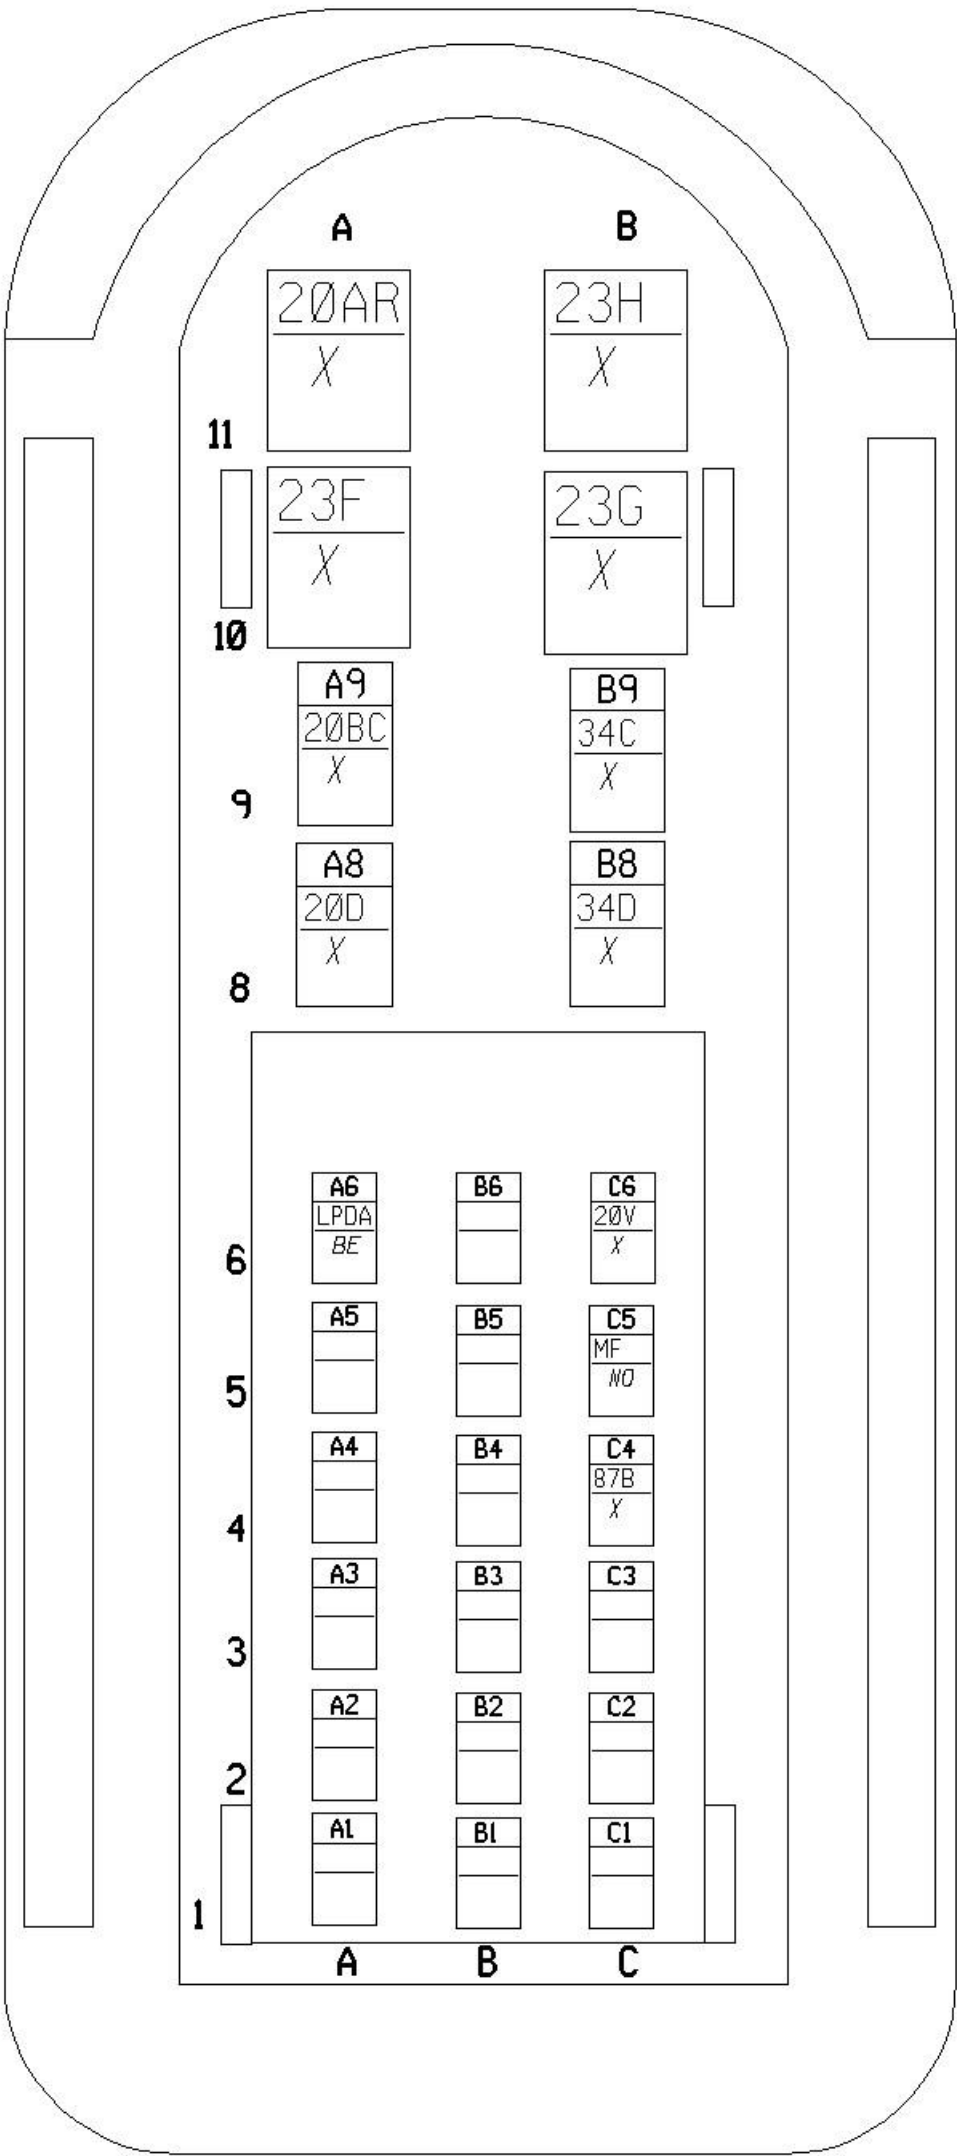 A B
20AR 23H
X X
11
23F 23G
X X
10
A9 B9
20BC 34C
X X
9
A8 B8
20D 34D
X X
8
A6 B6 C6
LPDA 20V
BE X
6
A5 B5 C5
MF
NO
5
A4 B4 C4
87B
X
4
A3 B3 C3
3
A2 B2 C2
2
A1 B1 C1
1
A B C